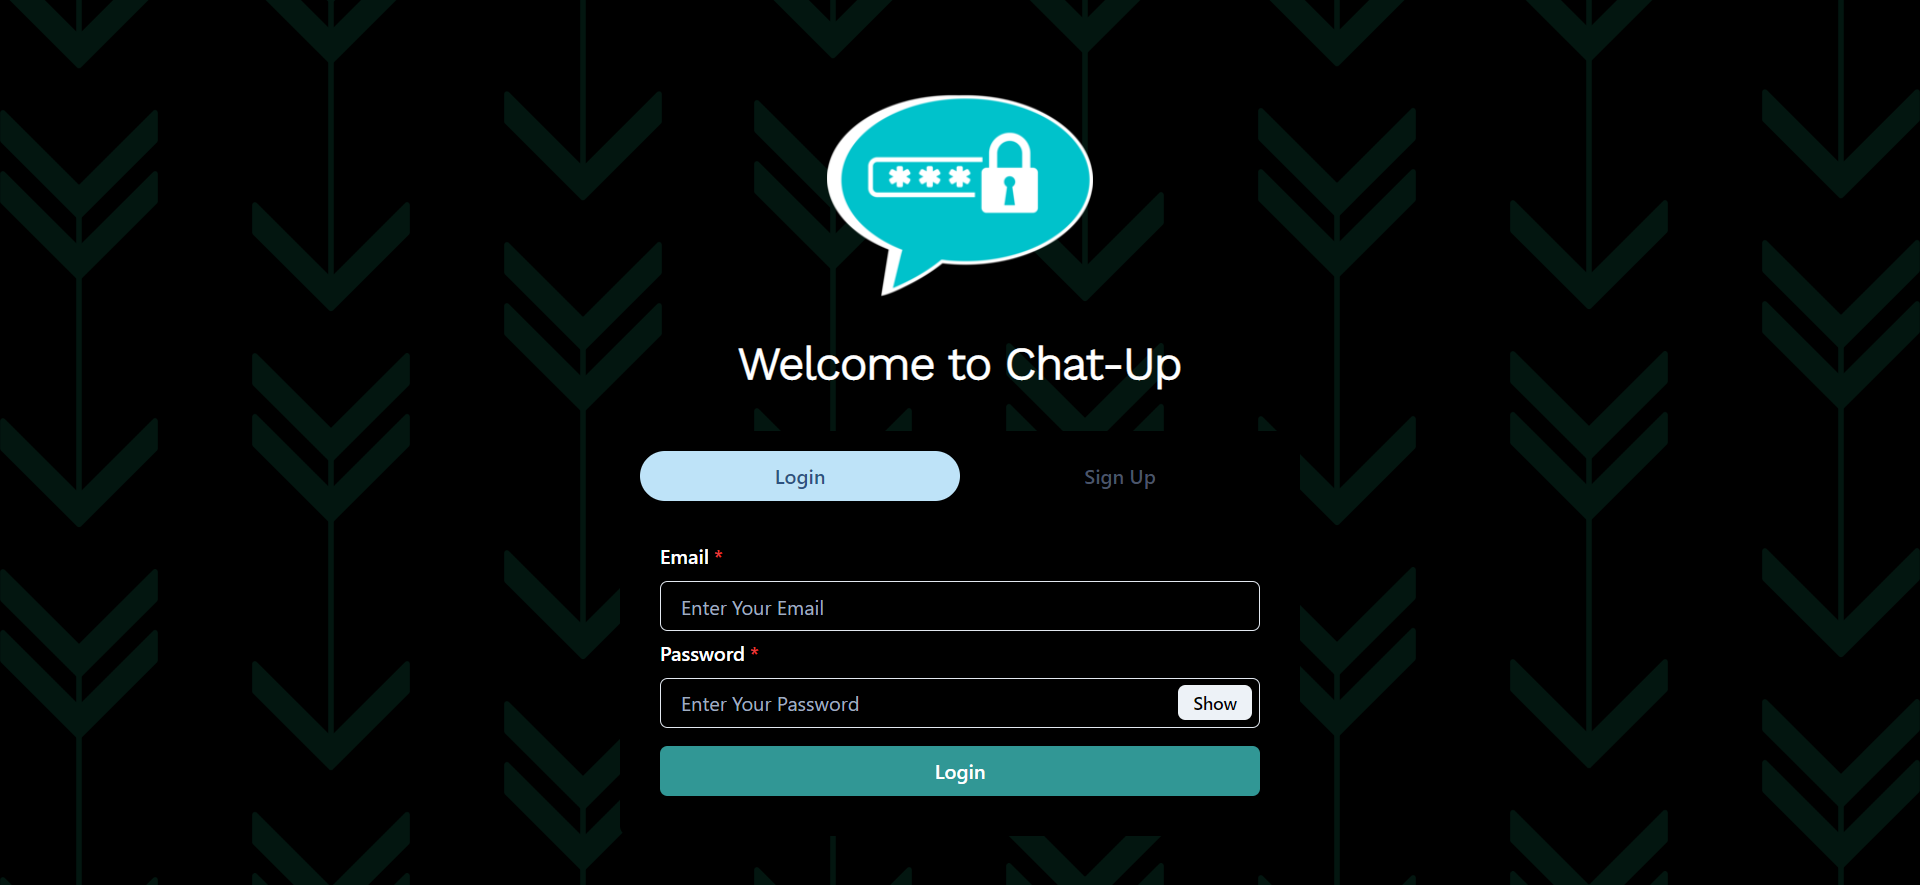 ***
Welcome to Chat-Up
Login
Sign Up
Email *
Enter Your Email
Password *
Enter Your Password
Show
Login